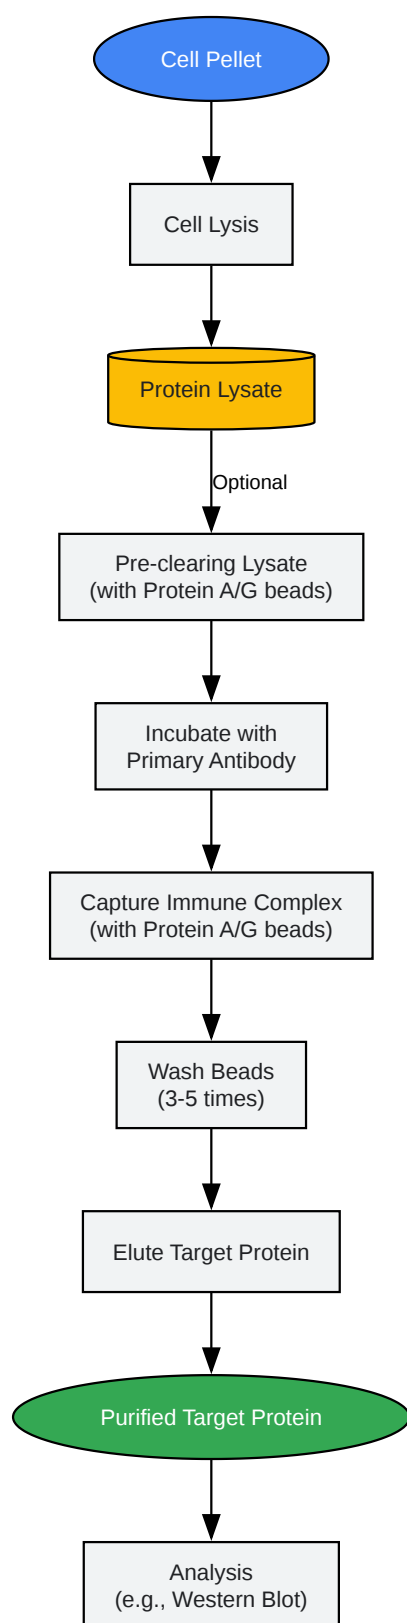 Cell Pellet
Cell Lysis
Protein Lysate
Optional
Pre-clearing Lysate
(with Protein A/G beads)
Incubate with
Primary Antibody
Capture Immune Complex
(with Protein A/G beads)
Wash Beads
(3-5 times)
Elute Target Protein
Purified Target Protein
Analysis
(e.g., Western Blot)